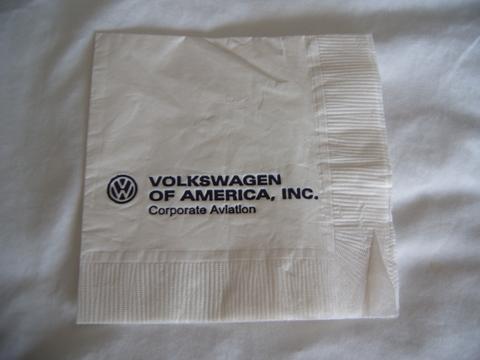 VOLKSWAGEN
OF AMERICA, INC.
Corporate Aviation